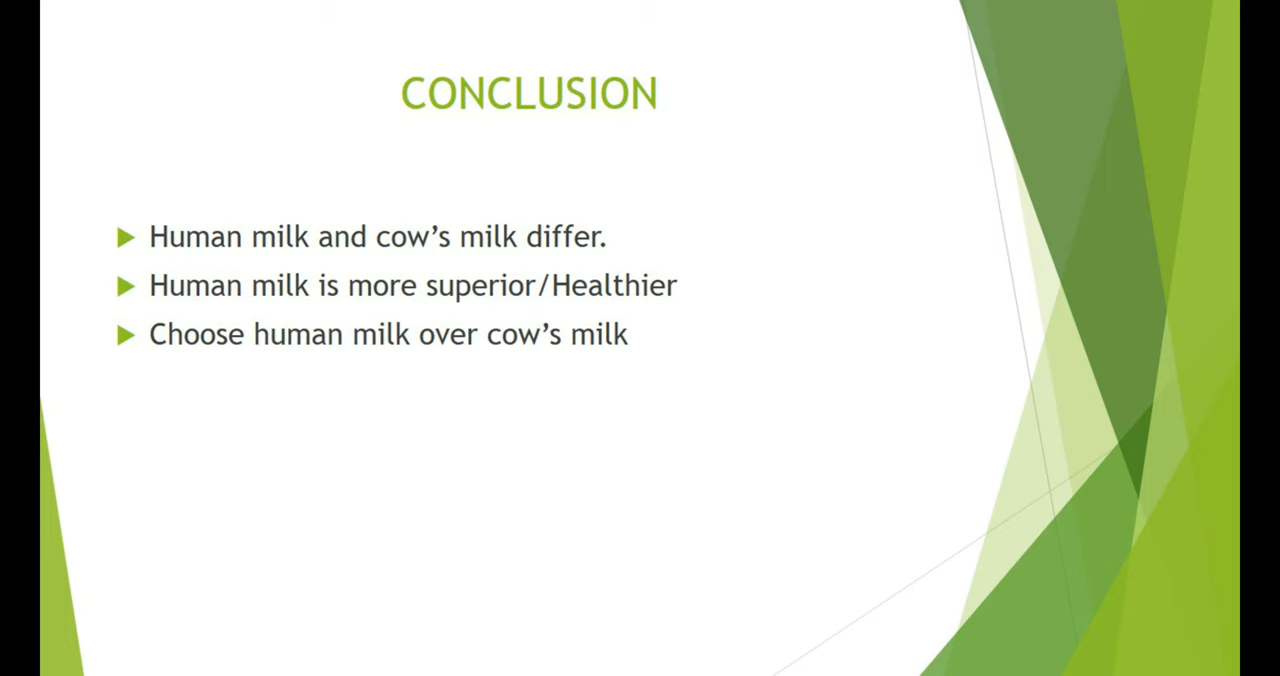 CONCLUSION
Human milk and cow’s milk differ.
Human milk is more superior/Healthier
Choose human milk over cow’s milk